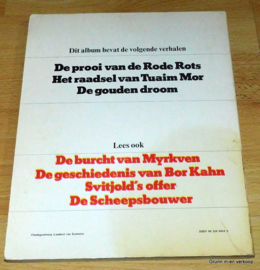 Dit album bevat de volgende verhalen
De prooi van de Rode Rots
Het raadsel van Tuaim Mor
De gouden droom
Lees ook
De burcht van Myrkven
De geschiedenis van Bor Kahn
Svitjold's offer
De Scheepsbouwer